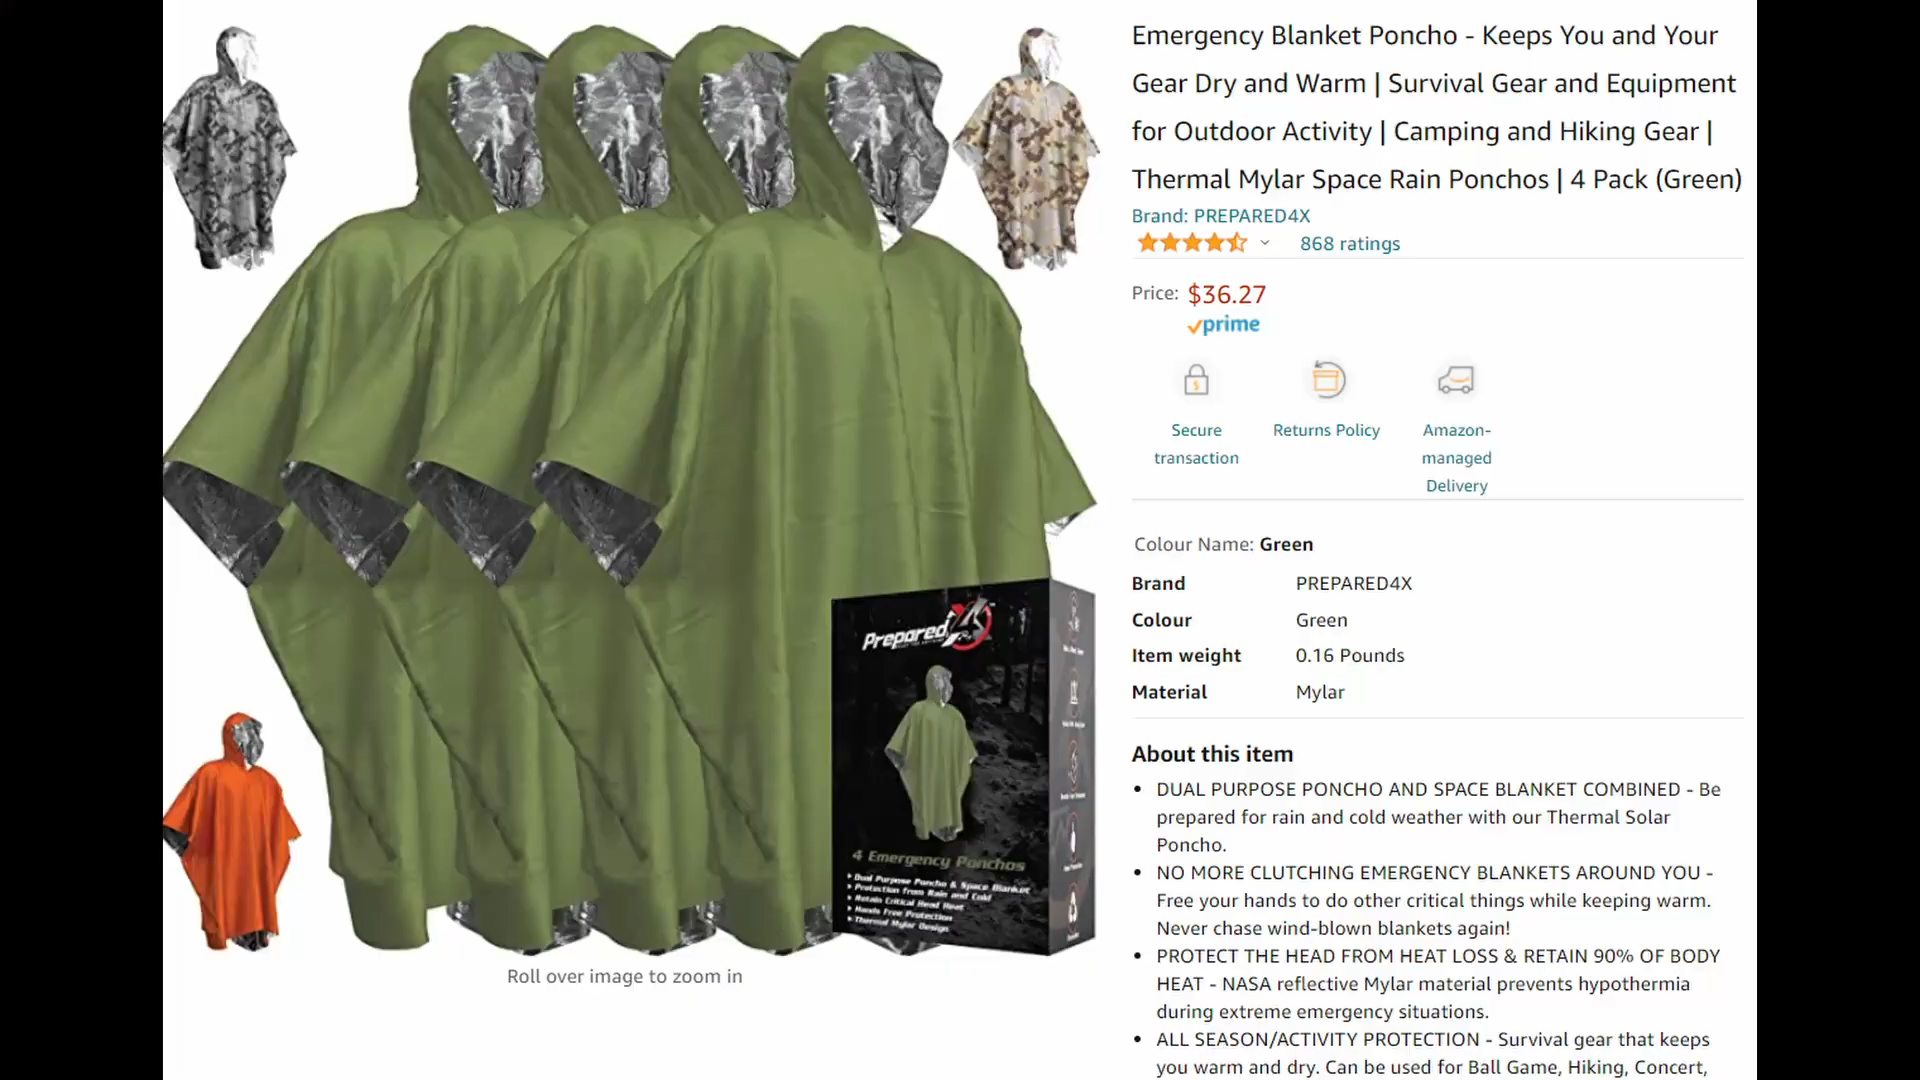 Emergency Blanket Poncho - Keeps You and Your
Gear Dry and Warm | Survival Gear and Equipment
for Outdoor Activity | Camping and Hiking Gear |
Thermal Mylar Space Rain Ponchos | 4 Pack (Green)
Brand: PREPARED4X
868 ratings
Price: $36.27
prime
Secure
transaction
Returns Policy
Amazon-
managed
Delivery
Colour Name: Green
Brand PREPARED4X
Colour Green
Item weight 0.16 Pounds
Material Mylar
About this item
• DUAL PURPOSE PONCHO AND SPACE BLANKET COMBINED - Be
prepared for rain and cold weather with our Thermal Solar
Poncho.
• NO MORE CLUTCHING EMERGENCY BLANKETS AROUND YOU -
Free your hands to do other critical things while keeping warm.
Never chase wind-blown blankets again!
• PROTECT THE HEAD FROM HEAT LOSS & RETAIN 90% OF BODY
HEAT - NASA reflective Mylar material prevents hypothermia
during extreme emergency situations.
• ALL SEASON/ACTIVITY PROTECTION - Survival gear that keeps
you warm and dry. Can be used for Ball Game, Hiking, Concert,
Prepared X4
4 Emergency Ponchos
Dual Purpose Poncho & Space Blanket
Protection from Rain and Cold
Retain Critical Head Heat
Hands Free Protection
Thermal Mylar Design
Roll over image to zoom in